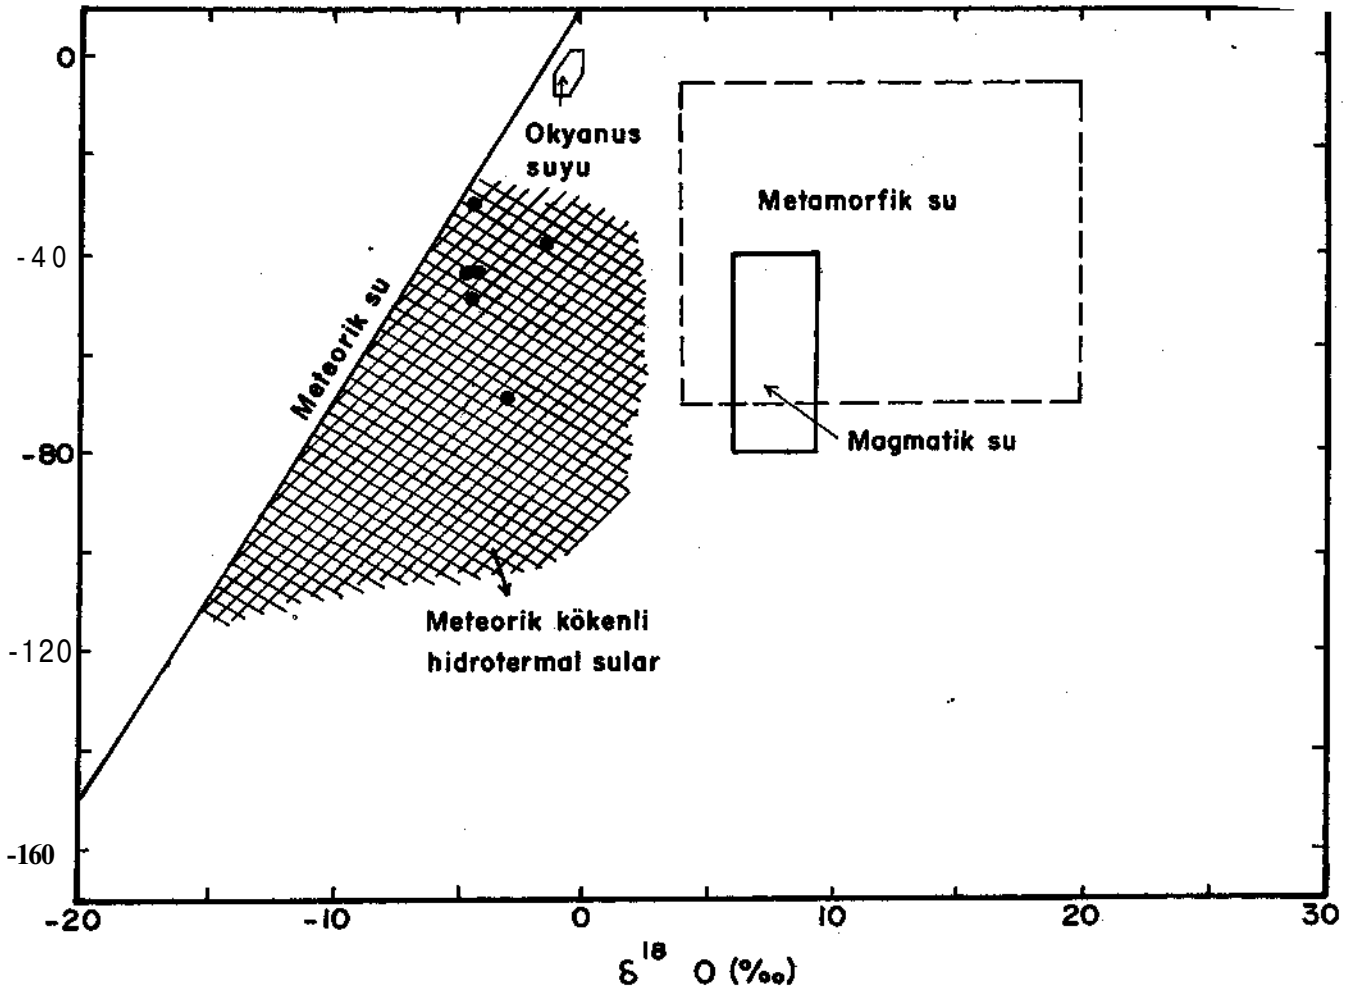 0
-40
-80
-120
-160
Okyanus
suyu
Metamorfik su
Meteorik su
Magmatik su
Meteorik kökenli
hidrotermal sular
-20 -10 0 10 20 30
δ18 O (‰)